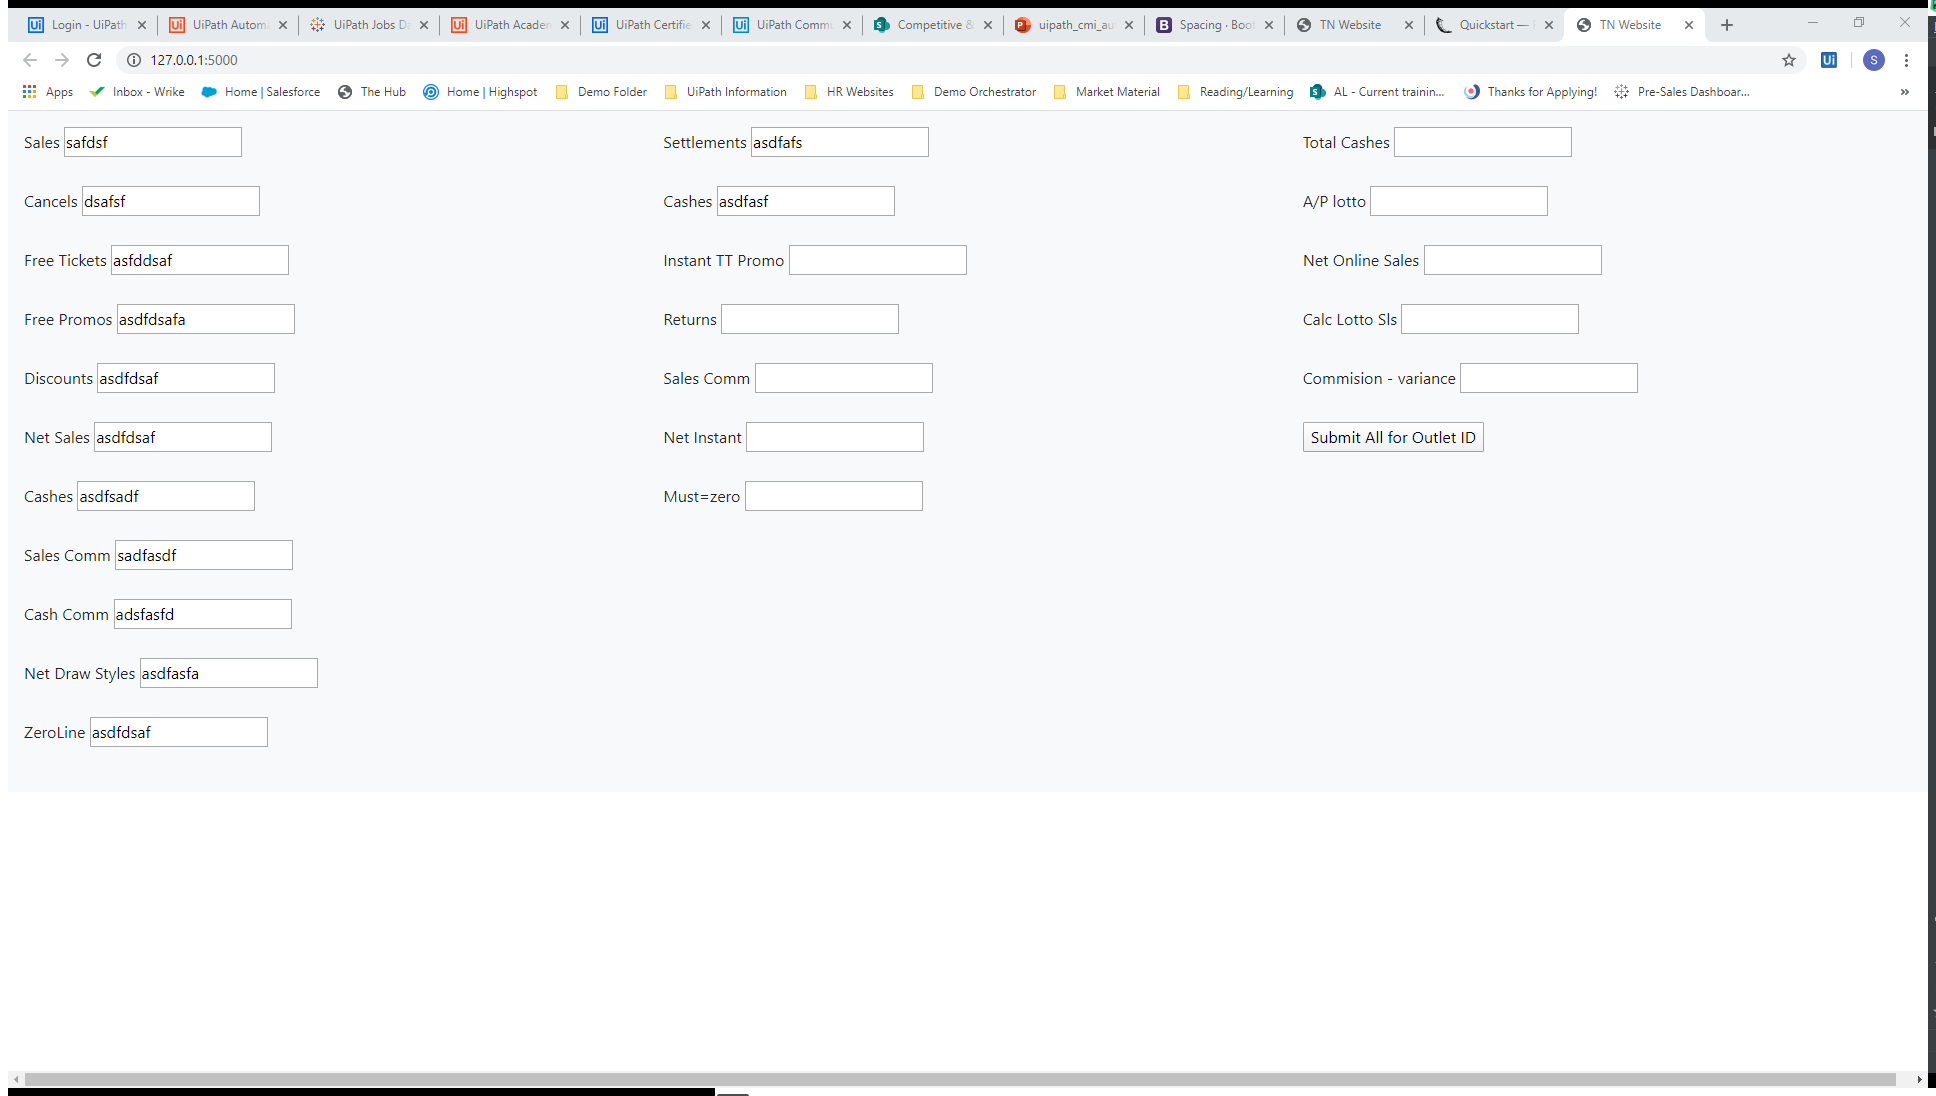 Login - UiPath
UiPath Autom
UiPath Jobs D
UiPath Academ
UiPath Certifie
UiPath Commu
Competitive &
uipath_cmi_au
Spacing · Boot
TN Website
Quickstart —
TN Website
127.0.0.1:5000
Apps
Inbox - Wrike
Home | Salesforce
The Hub
Home | Highspot
Demo Folder
UiPath Information
HR Websites
Demo Orchestrator
Market Material
Reading/Learning
AL - Current trainin...
Thanks for Applying!
Pre-Sales Dashboar...
Sales safdsf
Cancels dsafsf
Free Tickets asfddsaf
Free Promos asdfdsafa
Discounts asdfdsaf
Net Sales asdfdsaf
Cashes asdfsadf
Sales Comm sadfasdf
Cash Comm adsfasfd
Net Draw Styles asdfasfa
ZeroLine asdfdsaf
Settlements asdfafs
Cashes asdfasf
Instant TT Promo
Returns
Sales Comm
Net Instant
Must=zero
Total Cashes
A/P lotto
Net Online Sales
Calc Lotto Sls
Commision - variance
Submit All for Outlet ID